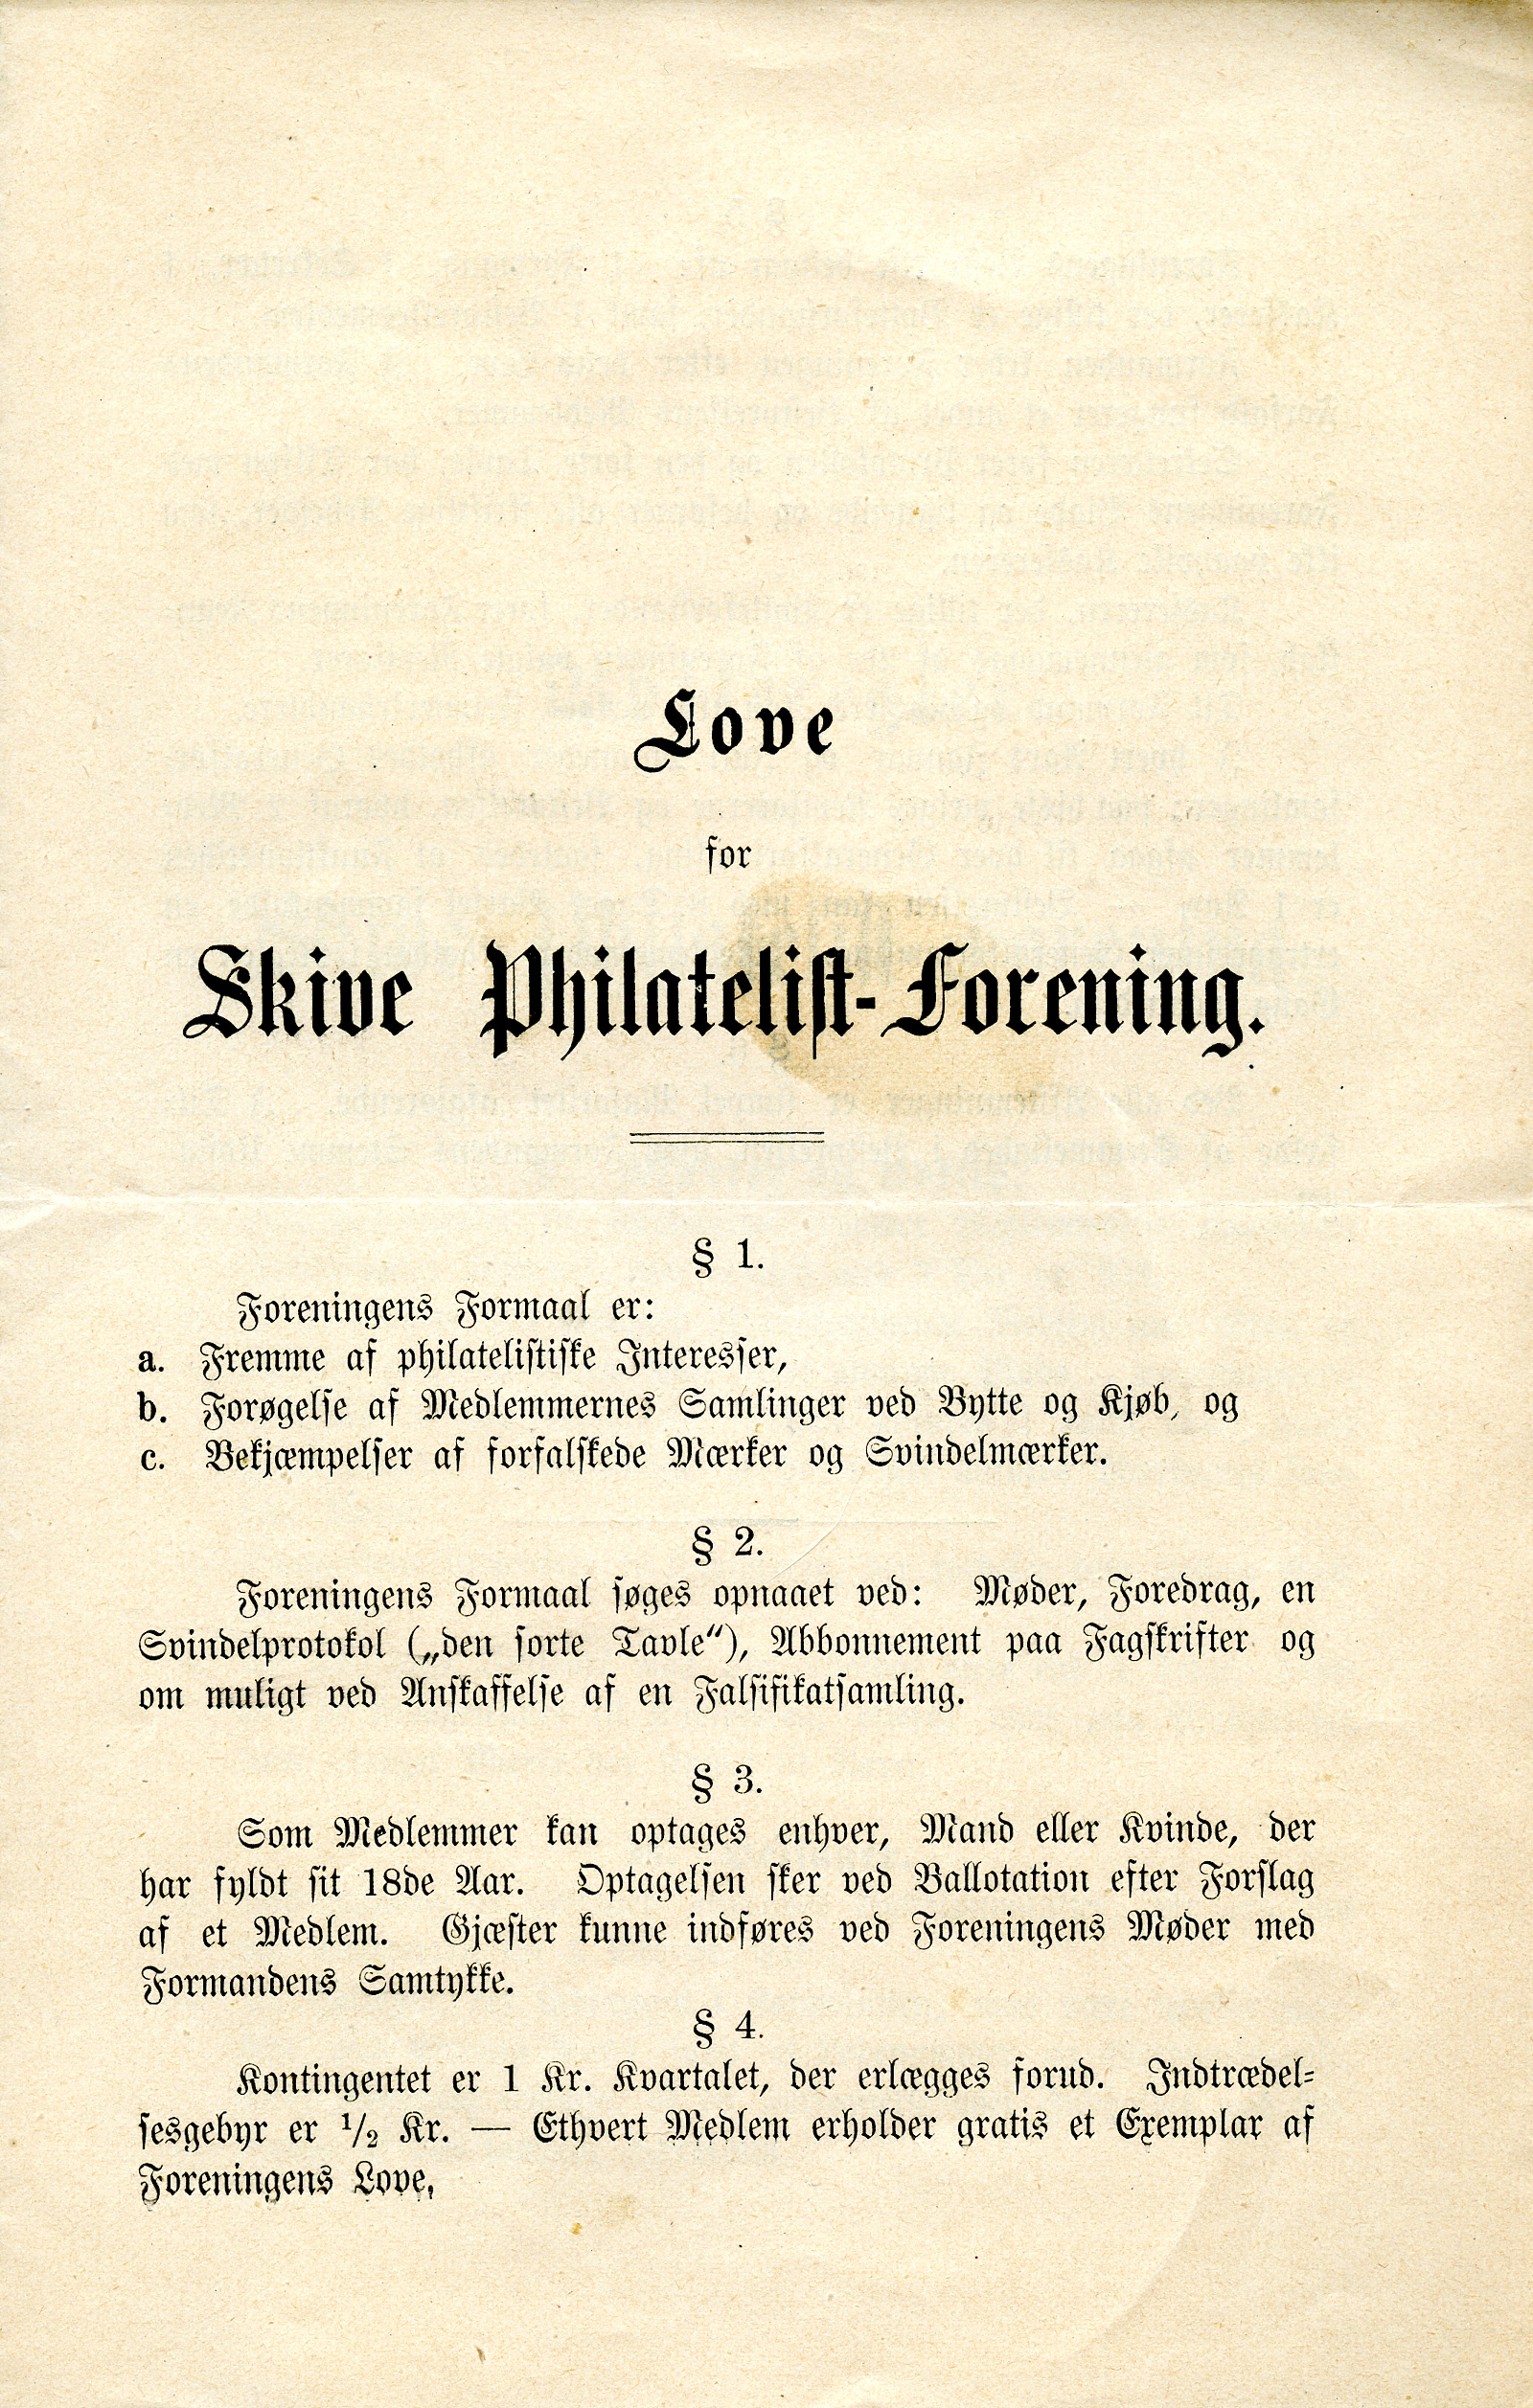 Love
for
Skive Philatelist-Forening.
§ 1.
Foreningens Formaal er:
a. Fremme af philatelistiske Interesser,
b. Forøgelse af Medlemmernes Samlinger ved Bytte og Kjøb, og
c. Bekjæmpelser af forfalskede Mærker og Svindelmærker.
§ 2.
Foreningens Formaal søges opnaaet ved: Møder, Foredrag, en
Svindelprotokol („den sorte Tavle“), Abbonnement paa Fagskrifter og
om muligt ved Anskaffelse af en Falsifikatsamling.
§ 3.
Som Medlemmer kan optages enhver, Mand eller Kvinde, der
har fyldt sit 18de Aar. Optagelsen sker ved Ballotation efter Forslag
af et Medlem. Gjæster kunne indføres ved Foreningens Møder med
Formandens Samtykke.
§ 4.
Kontingentet er 1 Kr. Kvartalet, der erlægges forud. Indtrædel-
sesgebyr er 1/2 Kr. — Ethvert Medlem erholder gratis et Exemplar af
Foreningens Love,